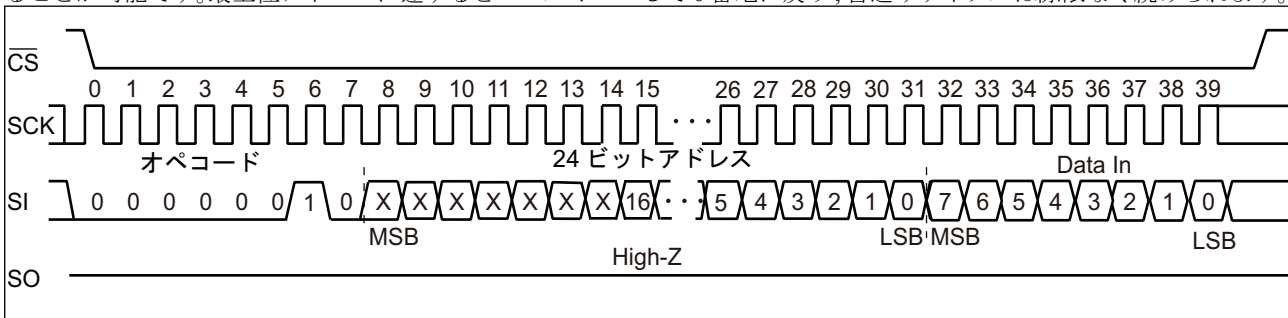 CS
0 1 2 3 4 5 6 7 8 9 10 11 12 13 14 15 26 27 28 29 30 31 32 33 34 35 36 37 38 39
SCK
···
オペコード 24 ビットアドレス Data In
SI 0 0 0 0 0 0 1 0 X X X X X X X 16 ··· 5 4 3 2 1 0 7 6 5 4 3 2 1 0
MSB LSB MSB LSB
High-Z
SO